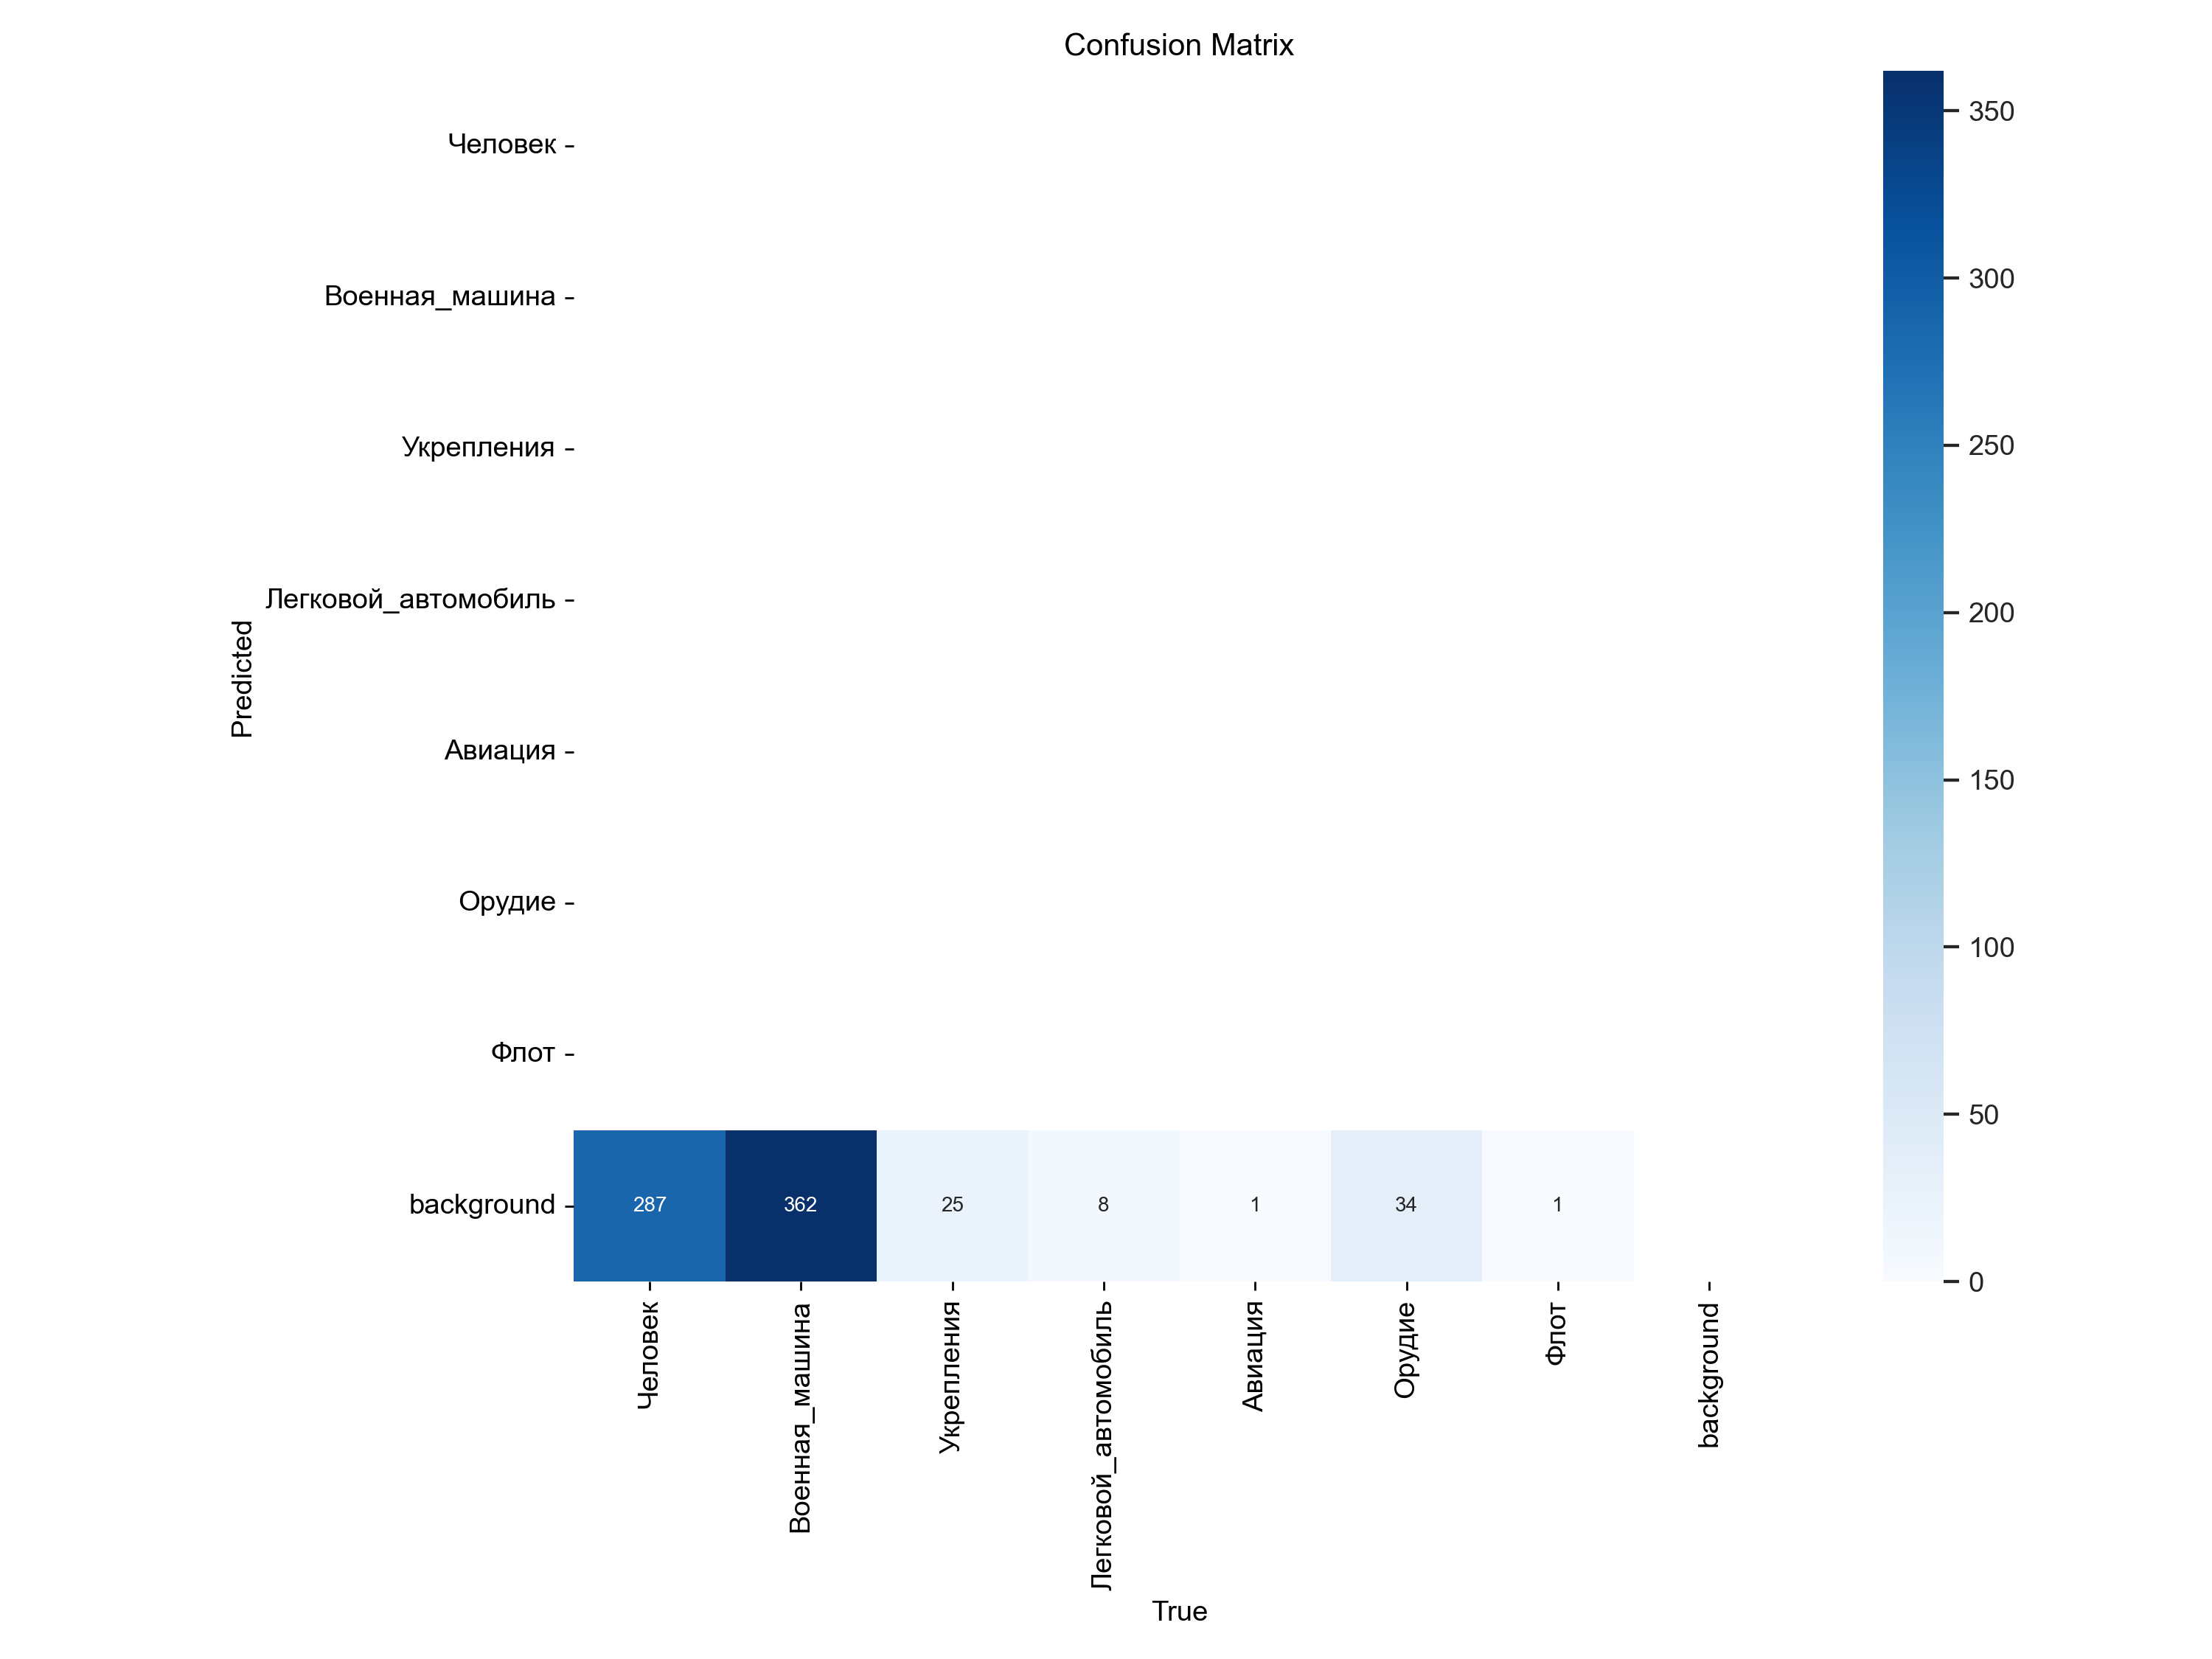 Confusion Matrix
Predicted
Человек
Военная_машина
Укрепления
Легковой_автомобиль
Авиация
Орудие
Флот
background
287 362 25 8 1 34 1
Человек
Военная_машина
Укрепления
Легковой_автомобиль
Авиация
Орудие
Флот
background
True
350
300
250
200
150
100
50
0